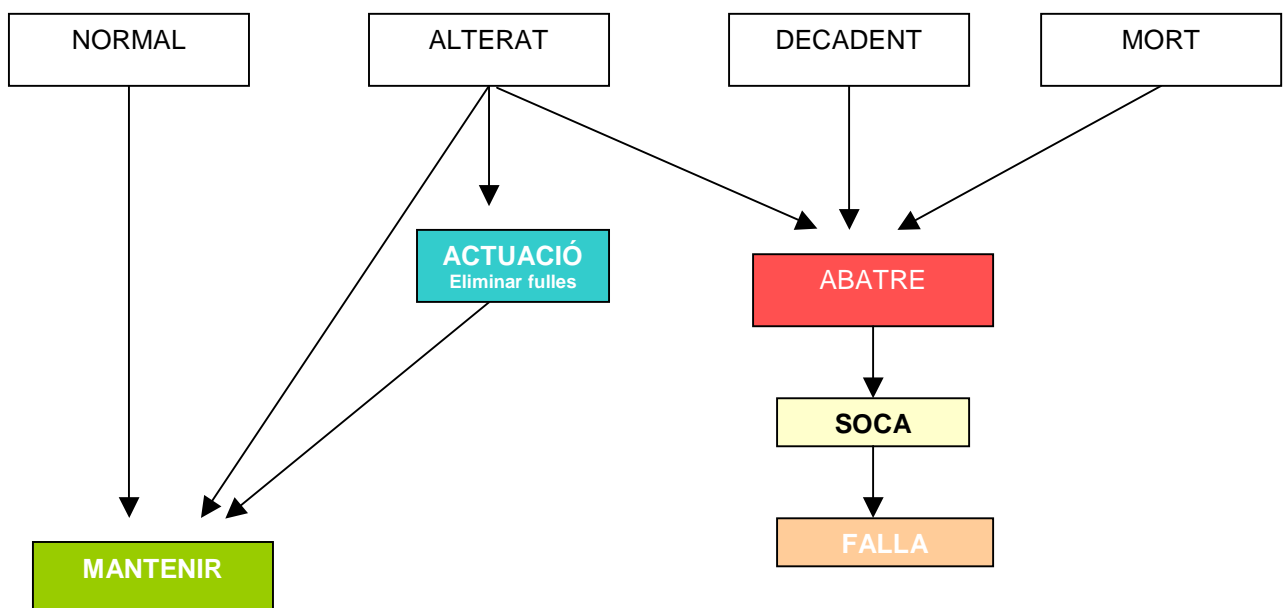 NORMAL
ALTERAT
DECADENT
MORT
ACTUACIÓ
Eliminar fulles
ABATRE
SOCA
FALLA
MANTENIR